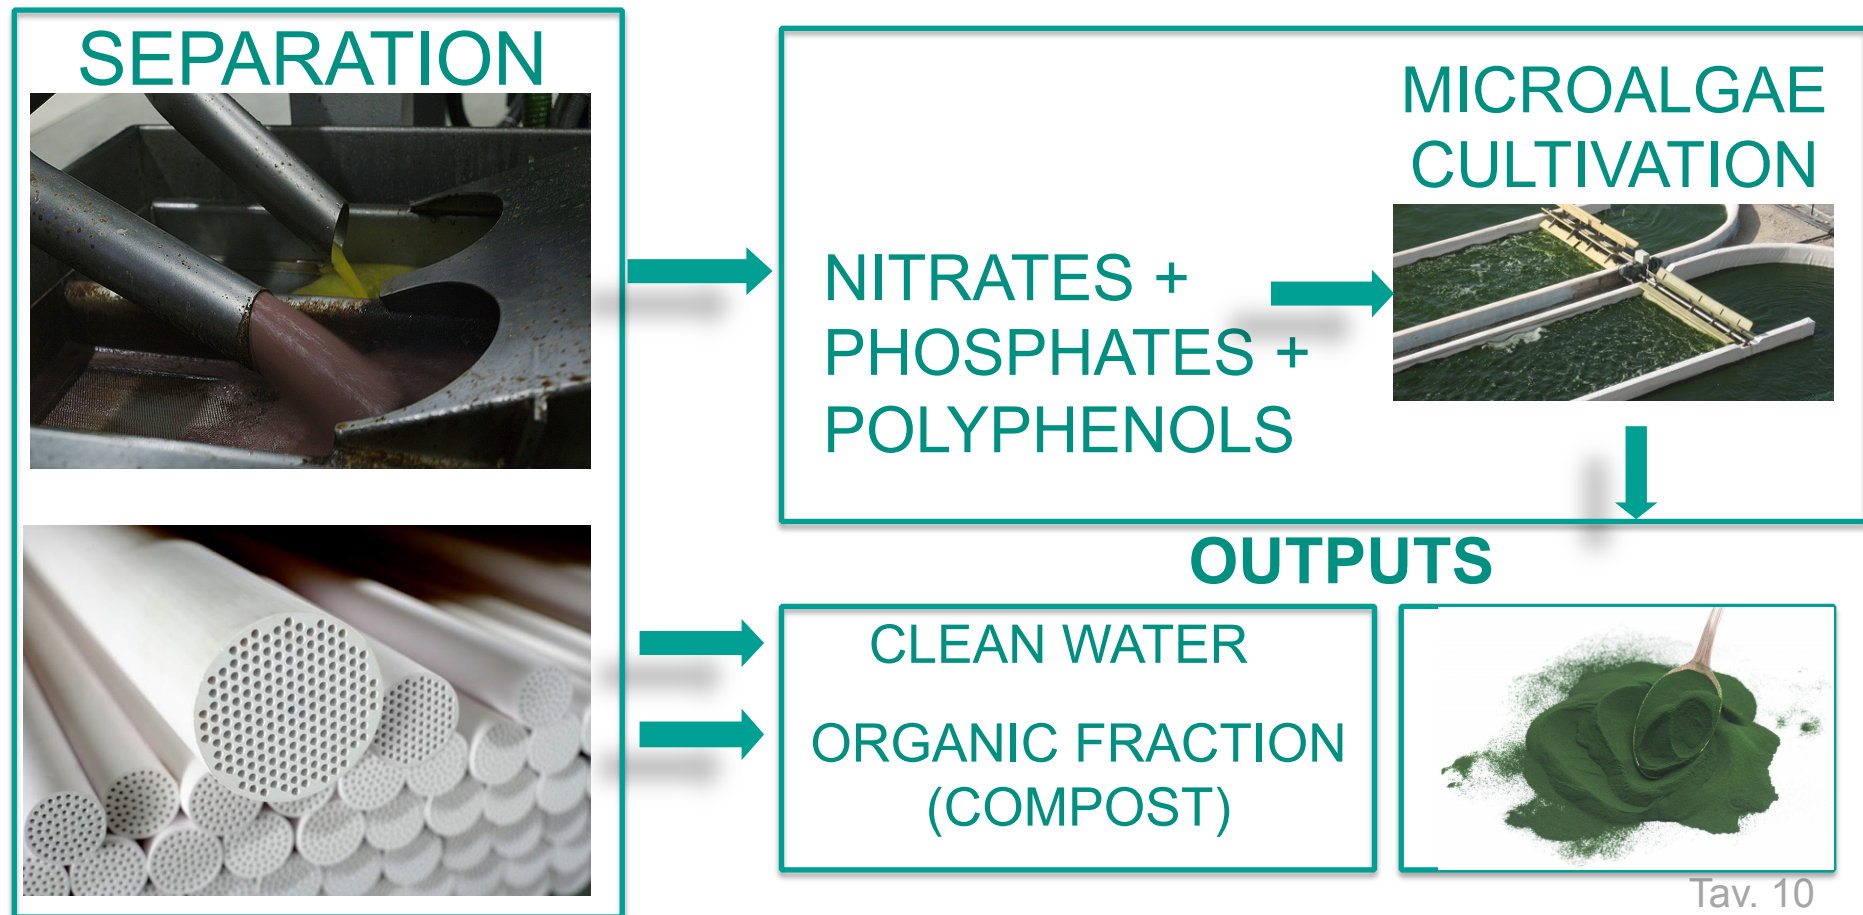 SEPARATION
MICROALGAE
CULTIVATION
NITRATES +
PHOSPHATES +
POLYPHENOLS
OUTPUTS
CLEAN WATER
ORGANIC FRACTION
(COMPOST)
Tav. 10